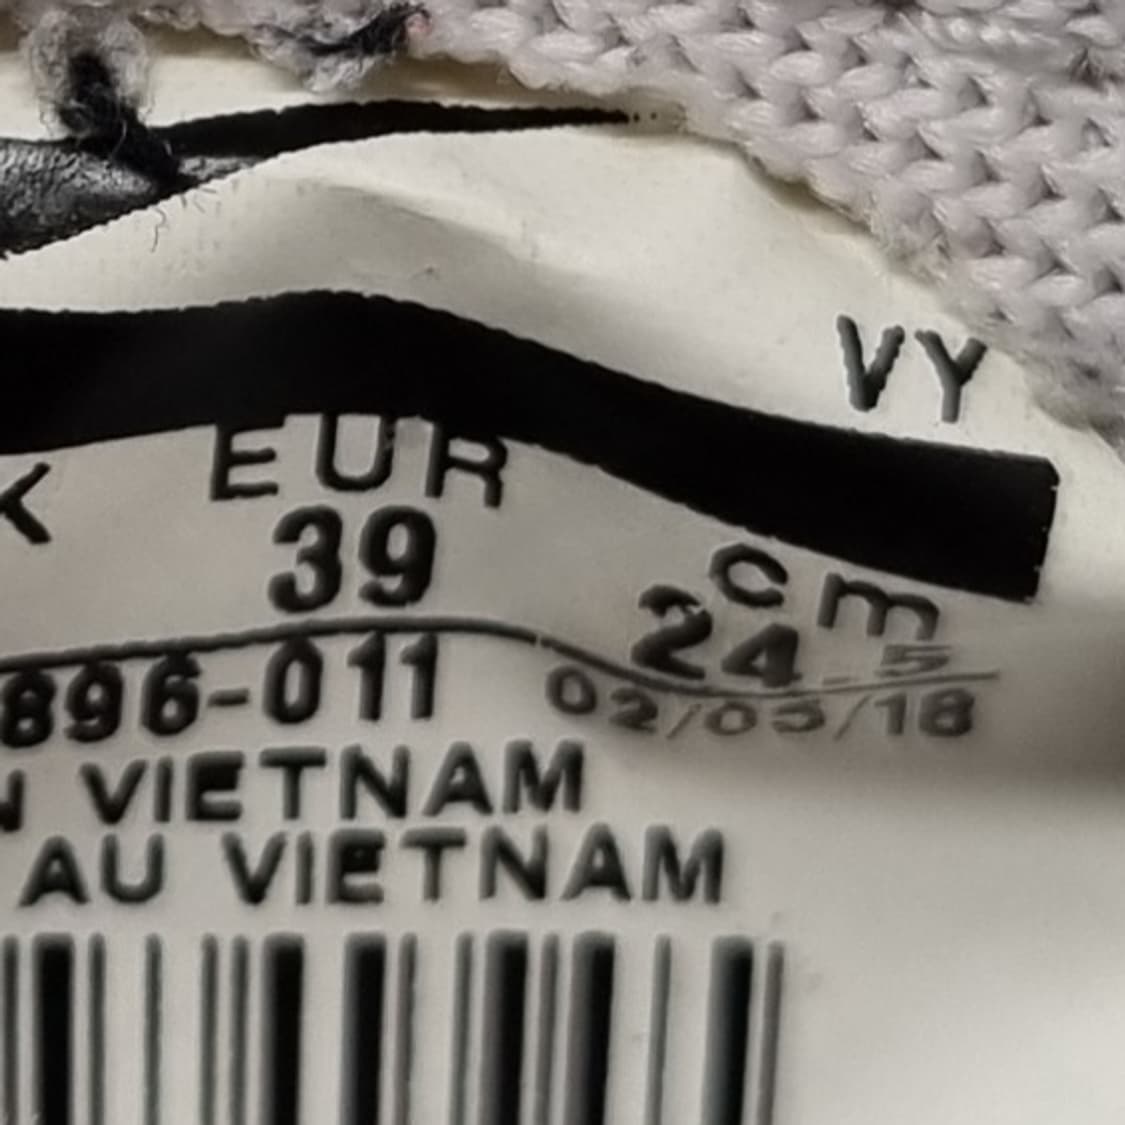 VY
K EUR cm
39 24.5
896-011 02/05/18
N VIETNAM
AU VIETNAM